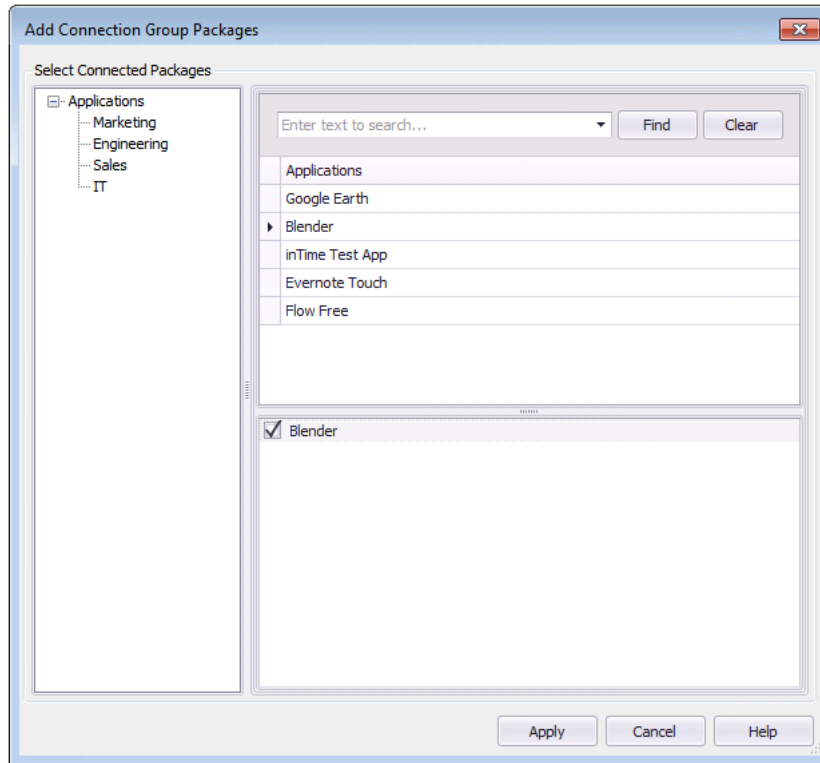 Add Connection Group Packages
Select Connected Packages
Applications
Marketing
Engineering
Sales
IT
Enter text to search...
Find
Clear
Applications
Google Earth
Blender
inTime Test App
Evernote Touch
Flow Free
Blender
Apply
Cancel
Help